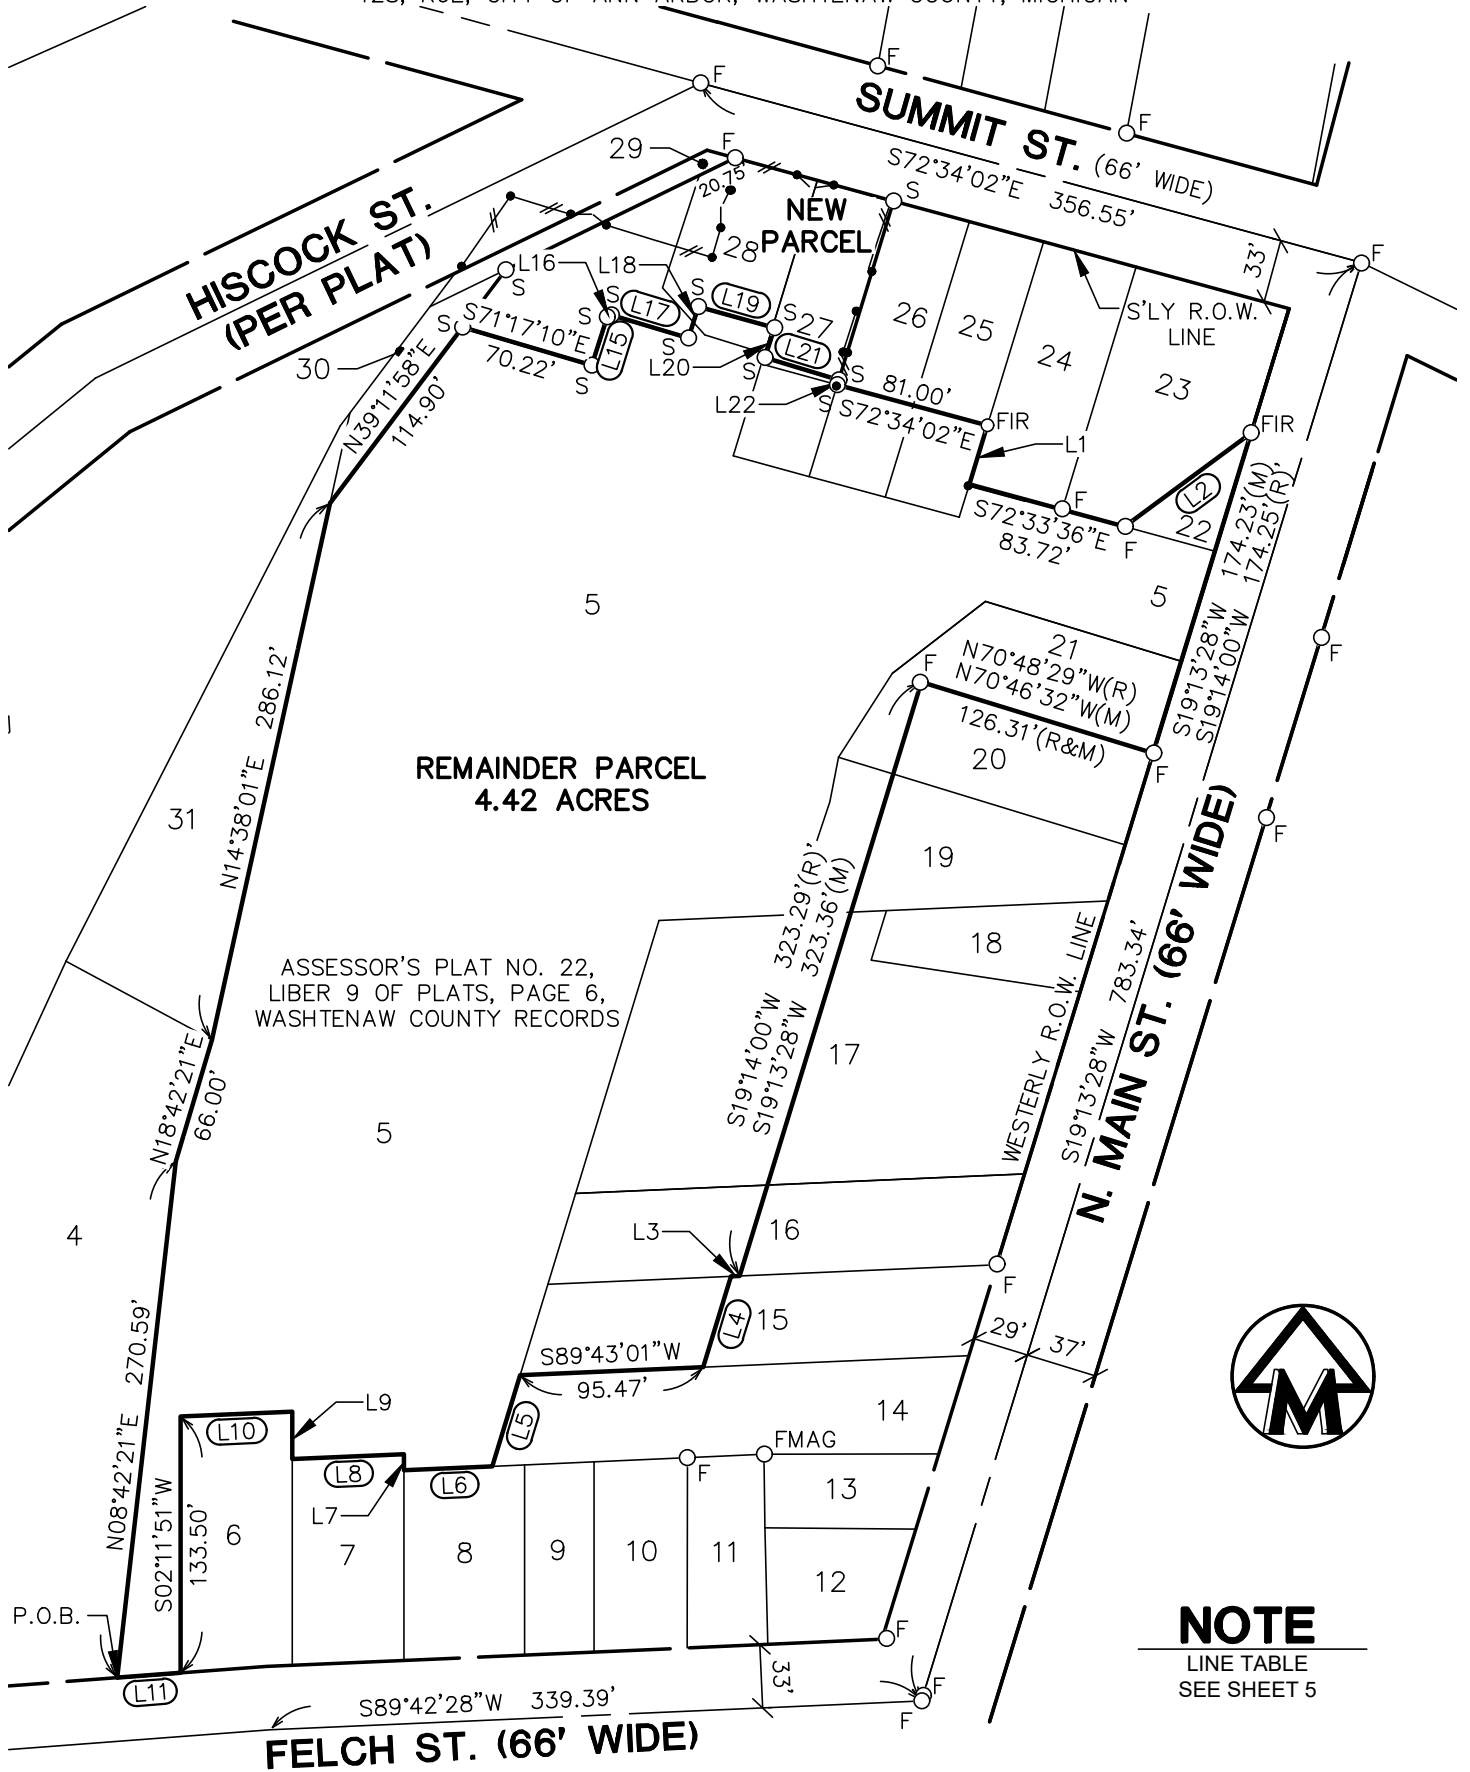 F
F
F
SUMMIT ST. (66' WIDE)
S72°34'02"E 356.55'
29
F
20.75'
S
NEW
PARCEL
28
HISCOCK ST.
(PER PLAT)
33'
F
S'LY R.O.W.
LINE
L16
L18
S
S
L17
L19
S
27
26
25
24
23
S
S71°17'10"E
70.22'
S
S
L15
L20
S
L21
S
L22
S
81.00'
S72°34'02"E
FIR
FIR
30
N39°11'58"E
114.90'
L1
L2
22
F
S72°33'36"E
83.72'
F
174.23'(M)
174.25'(R)'
S19°13'28"W
S19°14'00"W
5
5
F
21
N70°48'29"W(R)
N70°46'32"W(M)
126.31'(R&M)
F
F
N14°38'01"E 286.12'
REMAINDER PARCEL
4.42 ACRES
20
31
F
19
323.29'(R)'
323.36'(M)
S19°14'00"W
S19°13'28"W
18
ASSESSOR'S PLAT NO. 22,
LIBER 9 OF PLATS, PAGE 6,
WASHTENAW COUNTY RECORDS
WESTERLY R.O.W. LINE
S19°13'28"W 783.34'
N. MAIN ST. (66' WIDE)
17
N18°42'21"E
66.00'
5
4
L3
16
F
L4
15
29'
37'
N08°42'21"E 270.59'
S89°43'01"W
95.47'
L9
L10
L5
14
FMAG
L8
L6
F
13
L7
S02°11'51"W
133.50'
6
7
8
9
10
11
12
M
P.O.B.
F
L11
33'
S89°42'28"W 339.39'
F
F
FELCH ST. (66' WIDE)
NOTE
LINE TABLE
SEE SHEET 5